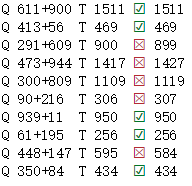 Q 611+900 T 1511 ☑ 1511
Q 413+56 T 469 ☑ 469
Q 291+609 T 900 ☒ 899
Q 473+944 T 1417 ☒ 1427
Q 300+809 T 1109 ☒ 1119
Q 90+216 T 306 ☒ 307
Q 939+11 T 950 ☑ 950
Q 61+195 T 256 ☑ 256
Q 448+147 T 595 ☒ 584
Q 350+84 T 434 ☑ 434